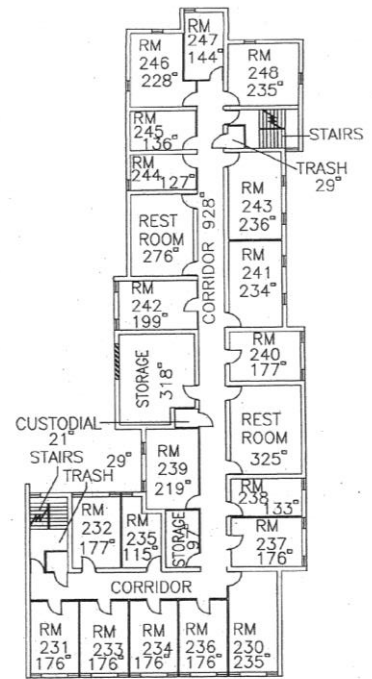 RM
247
144□
RM
246
228□
RM
248
235□
RM
245
136□
STAIRS
RM
244
127□
TRASH
29□
RM
243
236□
REST
ROOM
276□
CORRIDOR 928□
RM
241
234□
RM
242
199□
RM
240
177□
STORAGE
318□
REST
ROOM
325□
CUSTODIAL
21□
STAIRS
29□
TRASH
RM
239
219□
RM
238
133□
RM
232
177□
RM
235
115□
STORAGE
97□
RM
237
176□
CORRIDOR
RM
231
176□
RM
233
176□
RM
234
176□
RM
236
176□
RM
230
235□